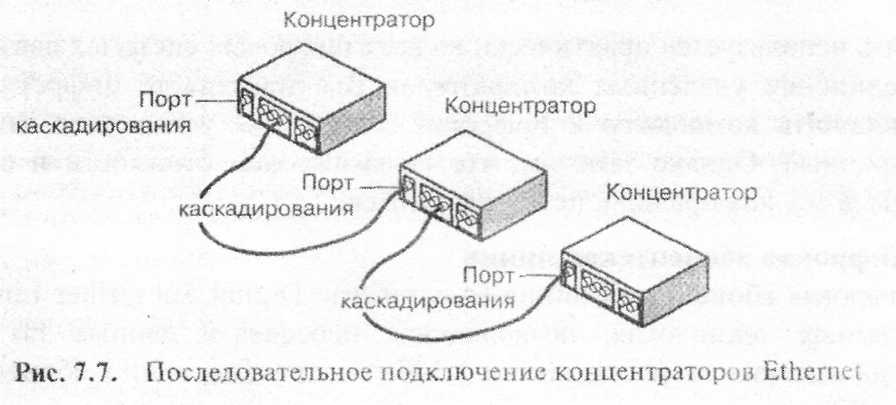 Концентратор
Порт
каскадирования
Концентратор
Порт
каскадирования
Концентратор
Порт
каскадирования
Рис. 7.7. Последовательное подключение концентраторов Ethernet